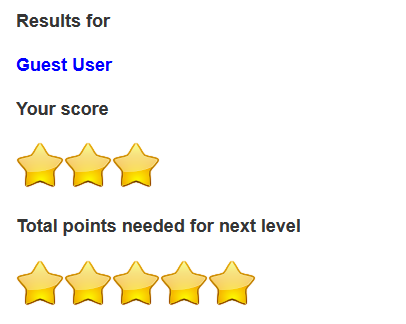 Results for
Guest User
Your score
Total points needed for next level